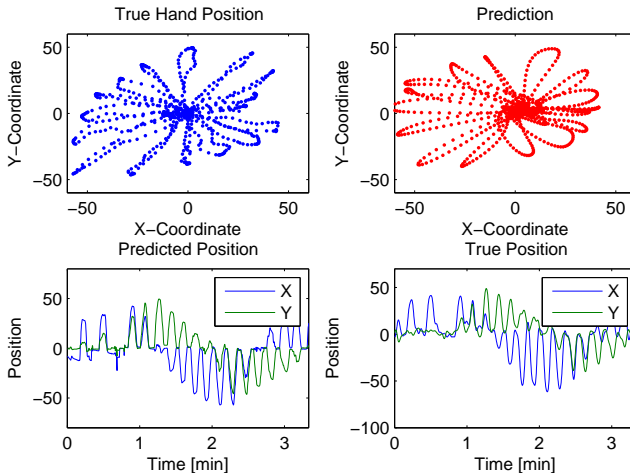 True Hand Position
Prediction
50
0
−50
Y−Coordinate
−50
0
50
X−Coordinate
50
0
−50
Y−Coordinate
−50
0
50
X−Coordinate
Predicted Position
True Position
50
0
−50
Position
X
Y
0
1
2
3
Time [min]
50
0
−50
−100
Position
X
Y
0
1
2
3
Time [min]